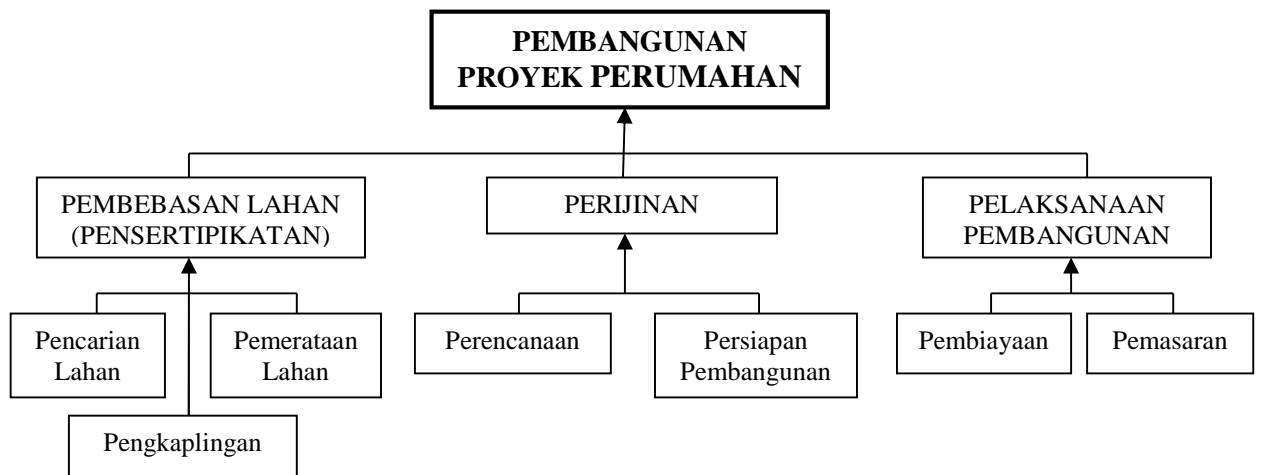 PEMBANGUNAN
PROYEK PERUMAHAN
PEMBEBASAN LAHAN
(PENSERTIPIKATAN)
PERIJINAN
PELAKSANAAN
PEMBANGUNAN
Pencarian
Lahan
Pemerataan
Lahan
Perencanaan
Persiapan
Pembangunan
Pembiayaan
Pemasaran
Pengkaplingan